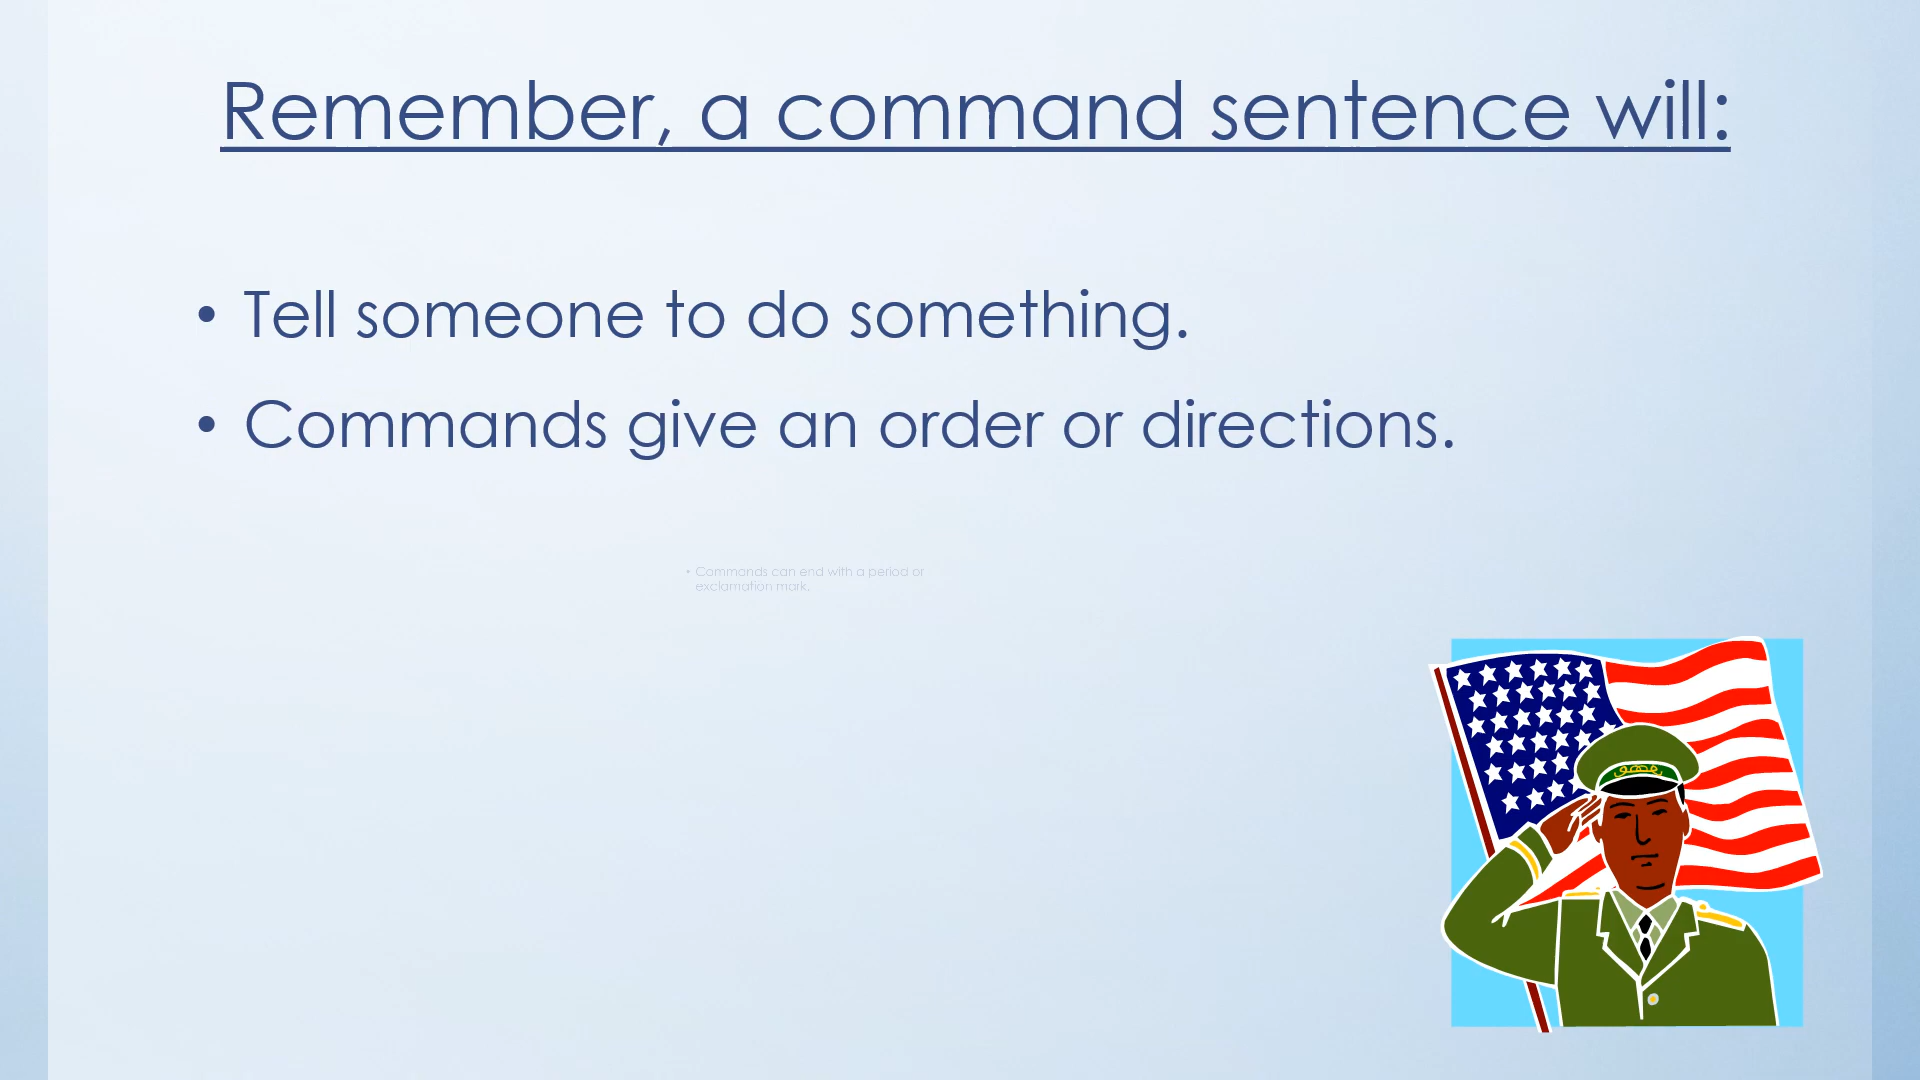 Remember, a command sentence will:
• Tell someone to do something.
• Commands give an order or directions.
• Commands can end with a period or
exclamation mark.